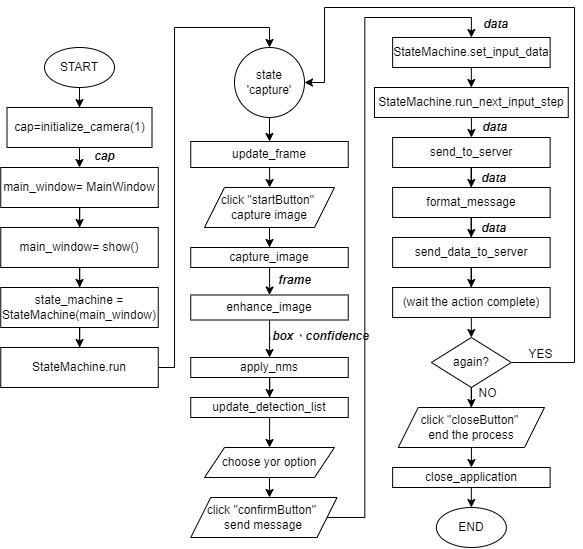 START
cap=initialize_camera(1)
cap
main_window= MainWindow
main_window= show()
state_machine =
StateMachine(main_window)
StateMachine.run
state
'capture'
update_frame
click "startButton"
capture image
capture_image
frame
enhance_image
box、confidence
apply_nms
update_detection_list
choose yor option
click "confirmButton"
send message
data
StateMachine.set_input_data
StateMachine.run_next_input_step
data
send_to_server
data
format_message
data
send_data_to_server
(wait the action complete)
again?
YES
NO
click "closeButton"
end the process
close_application
END